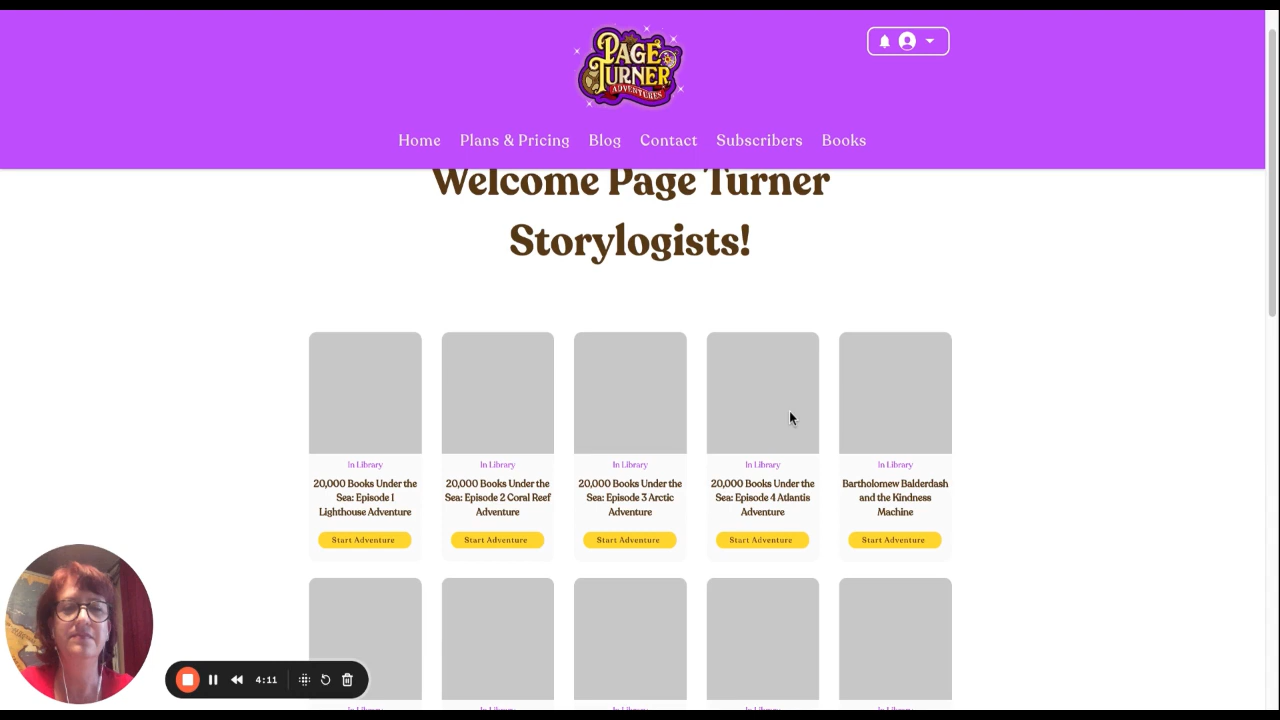 PAGE
TURNER
ADVENTURES
Home Plans & Pricing Blog Contact Subscribers Books
Welcome Page Turner
Storylogists!
In Library In Library In Library In Library In Library
20,000 Books Under the
Sea: Episode 1
Lighthouse Adventure
Start Adventure
20,000 Books Under the
Sea: Episode 2 Coral Reef
Adventure
Start Adventure
20,000 Books Under the
Sea: Episode 3 Arctic
Adventure
Start Adventure
20,000 Books Under the
Sea: Episode 4 Atlantis
Adventure
Start Adventure
Bartholomew Balderdash
and the Kindness
Machine
Start Adventure
4:11